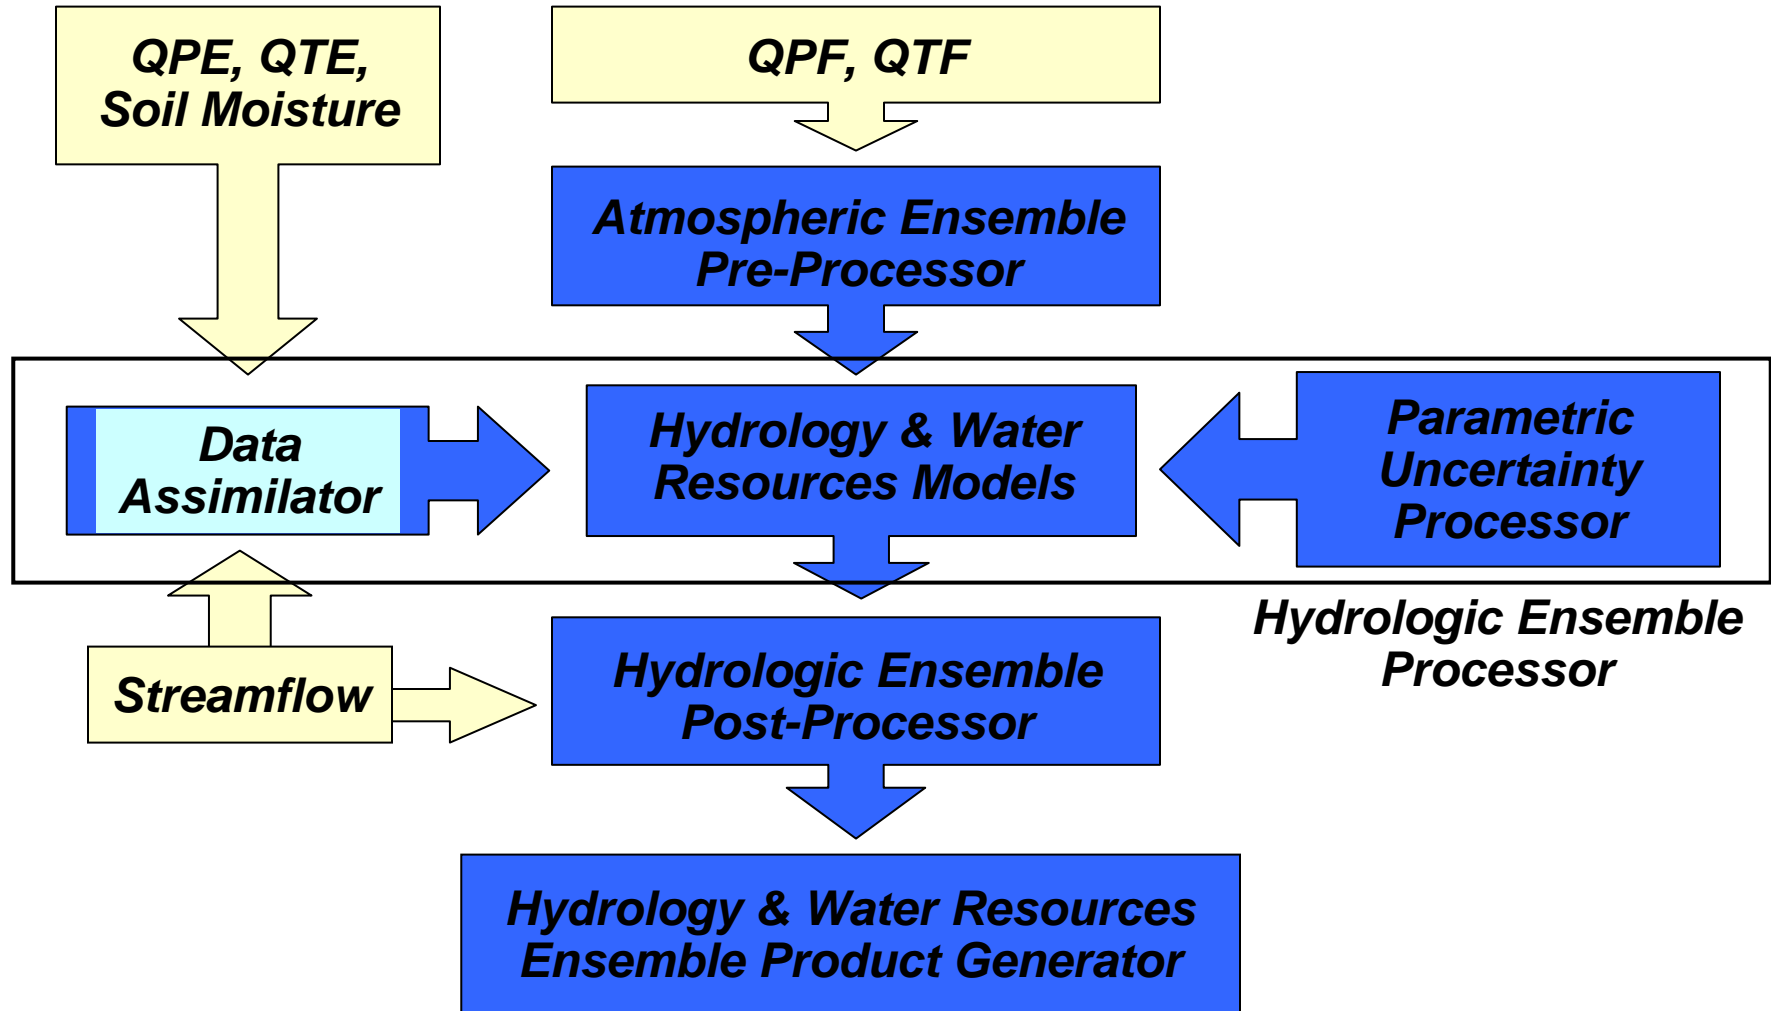 QPE, QTE,
Soil Moisture
QPF, QTF
Atmospheric Ensemble
Pre-Processor
Data
Assimilator
Hydrology & Water
Resources Models
Parametric
Uncertainty
Processor
Hydrologic Ensemble
Processor
Streamflow
Hydrologic Ensemble
Post-Processor
Hydrology & Water Resources
Ensemble Product Generator